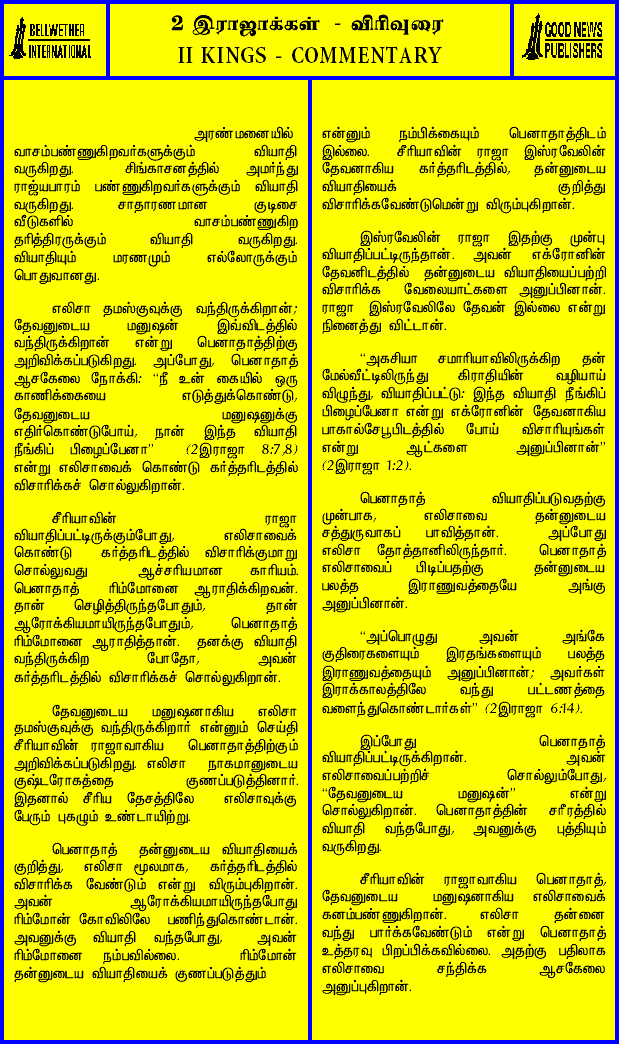 BELLWETHER
INTERNATIONAL
2 இராஜாக்கள் - விரிவுரை
II KINGS - COMMENTARY
GOOD NEWS
PUBLISHERS
அரண்மனையில்
வாசம்பண்ணுகிறவர்களுக்கும் வியாதி
வருகிறது. சிங்காசனத்தில் அமர்ந்து
ராஜ்யபாரம் பண்ணுகிறவர்களுக்கும் வியாதி
வருகிறது. சாதாரணமான குடிசை
வீடுகளில் வாசம்பண்ணுகிற
தரித்திரருக்கும் வியாதி வருகிறது.
வியாதியும் மரணமும் எல்லோருக்கும்
பொதுவானது.
எலிசா தமஸ்குவுக்கு வந்திருக்கிறான்;
தேவனுடைய மனுஷன் இவ்விடத்தில்
வந்திருக்கிறான் என்று பெனாதாத்திற்கு
அறிவிக்கப்படுகிறது. அப்போது, பெனாதாத்
ஆசகேலை நோக்கி: "நீ உன் கையில் ஒரு
காணிக்கையை எடுத்துக்கொண்டு,
தேவனுடைய மனுஷனுக்கு
எதிர்கொண்டுபோய், நான் இந்த வியாதி
நீங்கிப் பிழைப்பேனா" (2இராஜா 8:7,8)
என்று எலிசாவைக் கொண்டு கர்த்தரிடத்தில்
விசாரிக்கச் சொல்லுகிறான்.
சீரியாவின் ராஜா
வியாதிப்பட்டிருக்கும்போது, எலிசாவைக்
கொண்டு கர்த்தரிடத்தில் விசாரிக்குமாறு
சொல்லுவது ஆச்சரியமான காரியம்.
பெனாதாத் ரிம்மோனை ஆராதிக்கிறவன்.
தான் செழித்திருந்தபோதும், தான்
ஆரோக்கியமாயிருந்தபோதும், பெனாதாத்
ரிம்மோனை ஆராதித்தான். தனக்கு வியாதி
வந்திருக்கிற போதோ, அவன்
கர்த்தரிடத்தில் விசாரிக்கச் சொல்லுகிறான்.
தேவனுடைய மனுஷனாகிய எலிசா
தமஸ்குவுக்கு வந்திருக்கிறார் என்னும் செய்தி
சீரியாவின் ராஜாவாகிய பெனாதாத்திற்கும்
அறிவிக்கப்படுகிறது. எலிசா நாகமானுடைய
குஷ்டரோகத்தை குணப்படுத்தினார்.
இதனால் சீரிய தேசத்திலே எலிசாவுக்கு
பேரும் புகழும் உண்டாயிற்று.
பெனாதாத் தன்னுடைய வியாதியைக்
குறித்து, எலிசா மூலமாக, கர்த்தரிடத்தில்
விசாரிக்க வேண்டும் என்று விரும்புகிறான்.
அவன் ஆரோக்கியமாயிருந்தபோது
ரிம்மோன் கோவிலிலே பணிந்துகொண்டான்.
அவனுக்கு வியாதி வந்தபோது, அவன்
ரிம்மோனை நம்பவில்லை. ரிம்மோன்
தன்னுடைய வியாதியைக் குணப்படுத்தும்
என்னும் நம்பிக்கையும் பெனாதாத்திடம்
இல்லை. சீரியாவின் ராஜா இஸ்ரவேலின்
தேவனாகிய கர்த்தரிடத்தில், தன்னுடைய
வியாதியைக் குறித்து
விசாரிக்கவேண்டுமென்று விரும்புகிறான்.
இஸ்ரவேலின் ராஜா இதற்கு முன்பு
வியாதிப்பட்டிருந்தான். அவன் எக்ரோனின்
தேவனிடத்தில் தன்னுடைய வியாதியைப்பற்றி
விசாரிக்க வேலையாட்களை அனுப்பினான்.
ராஜா இஸ்ரவேலிலே தேவன் இல்லை என்று
நினைத்து விட்டான்.
"அகசியா சமாரியாவிலிருக்கிற தன்
மேல்வீட்டிலிருந்து கிராதியின் வழியாய்
விழுந்து, வியாதிப்பட்டு: இந்த வியாதி நீங்கிப்
பிழைப்பேனா என்று எக்ரோனின் தேவனாகிய
பாகால்சேபூபிடத்தில் போய் விசாரியுங்கள்
என்று ஆட்களை அனுப்பினான்"
(2இராஜா 1:2).
பெனாதாத் வியாதிப்படுவதற்கு
முன்பாக, எலிசாவை தன்னுடைய
சத்துருவாகப் பாவித்தான். அப்போது
எலிசா தோத்தானிலிருந்தார். பெனாதாத்
எலிசாவைப் பிடிப்பதற்கு தன்னுடைய
பலத்த இராணுவத்தையே அங்கு
அனுப்பினான்.
"அப்பொழுது அவன் அங்கே
குதிரைகளையும் இரதங்களையும் பலத்த
இராணுவத்தையும் அனுப்பினான்; அவர்கள்
இராக்காலத்திலே வந்து பட்டணத்தை
வளைந்துகொண்டார்கள்" (2இராஜா 6:14).
இப்போது பெனாதாத்
வியாதிப்பட்டிருக்கிறான். அவன்
எலிசாவைப்பற்றிச் சொல்லும்போது,
"தேவனுடைய மனுஷன்" என்று
சொல்லுகிறான். பெனாதாத்தின் சரீரத்தில்
வியாதி வந்தபோது, அவனுக்கு புத்தியும்
வருகிறது.
சீரியாவின் ராஜாவாகிய பெனாதாத்,
தேவனுடைய மனுஷனாகிய எலிசாவைக்
கனம்பண்ணுகிறான். எலிசா தன்னை
வந்து பார்க்கவேண்டும் என்று பெனாதாத்
உத்தரவு பிறப்பிக்கவில்லை. அதற்கு பதிலாக
எலிசாவை சந்திக்க ஆசகேலை
அனுப்புகிறான்.